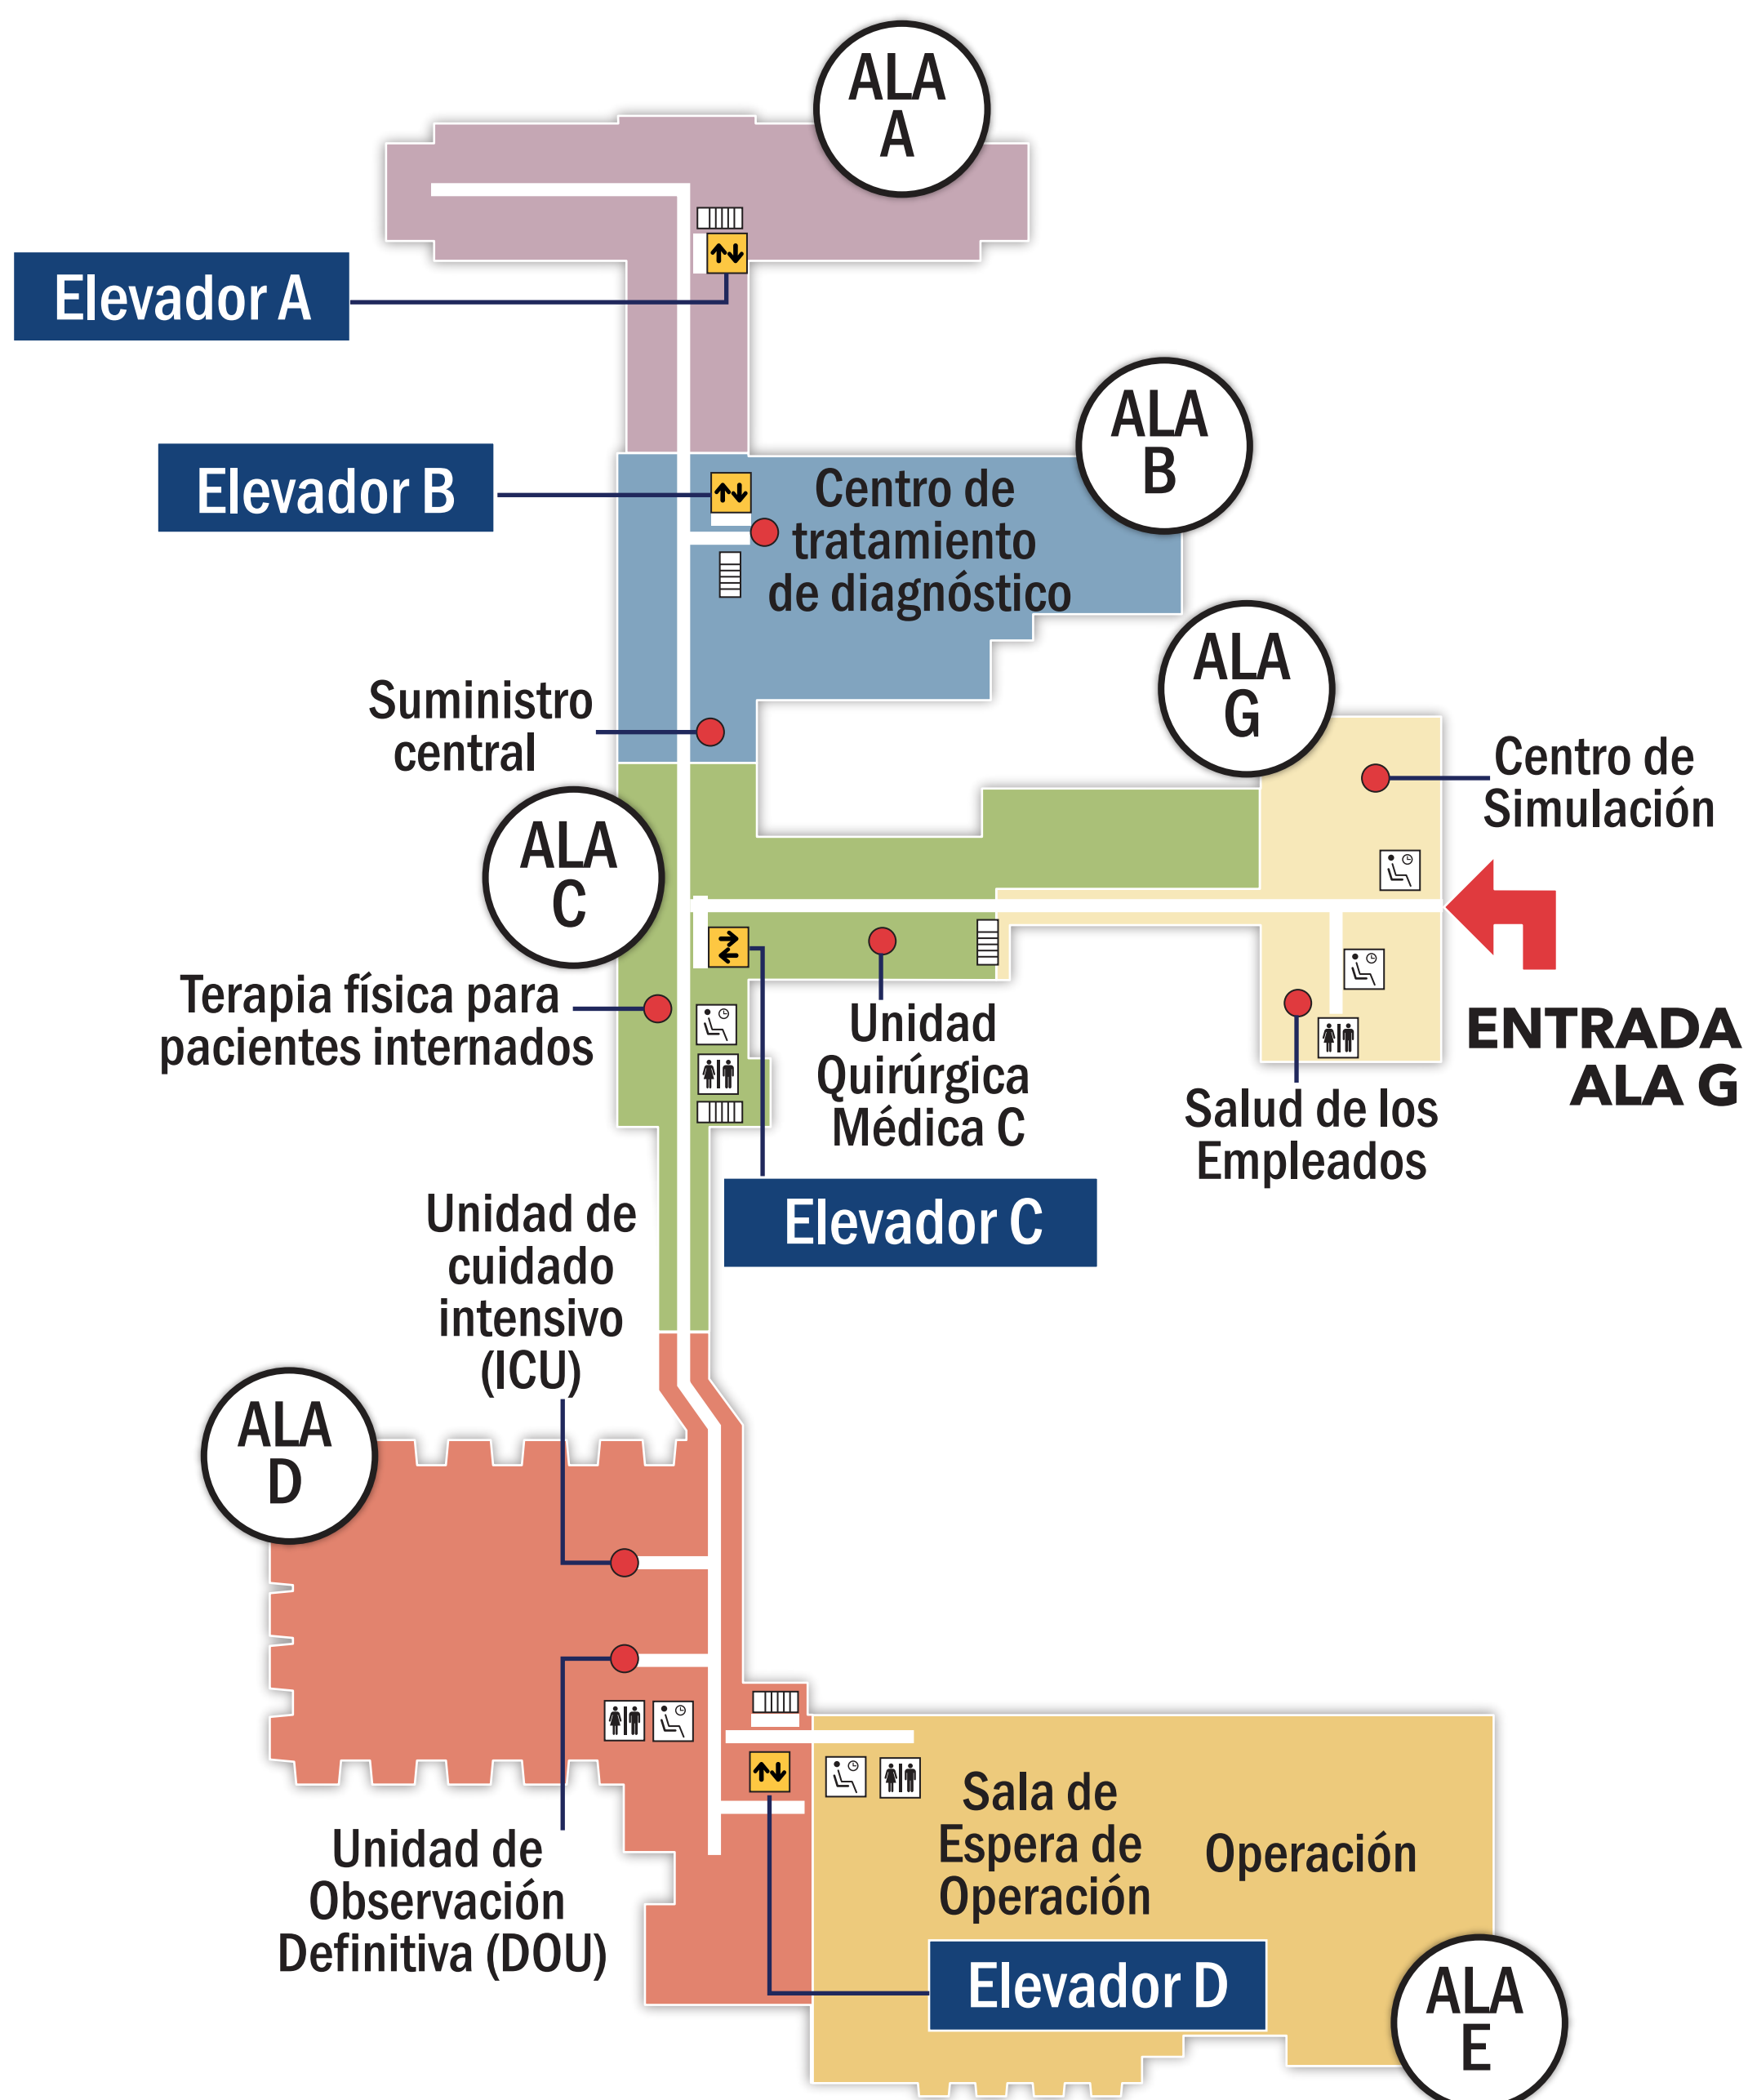 ALA
A
Elevador A
ALA
B
Elevador B
Centro de
tratamiento
de diagnóstico
ALA
G
Suministro
central
Centro de
Simulación
ALA
C
Terapia física para
pacientes internados
Unidad
Quirúrgica
Médica C
ENTRADA
ALA G
Salud de los
Empleados
Elevador C
Unidad de
cuidado
intensivo
(ICU)
ALA
D
Sala de
Espera de
Operación
Operación
Unidad de
Observación
Definitiva (DOU)
Elevador D
ALA
E